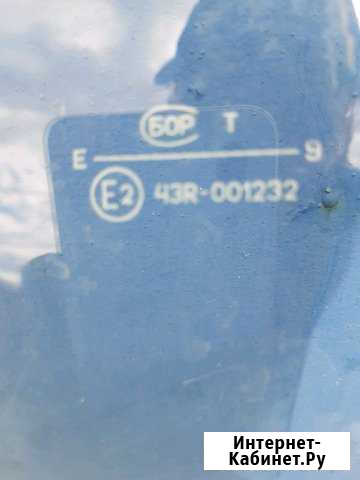 БОР Т
E 9
E2 43R-001232
Интернет-
Кабинет.Ру